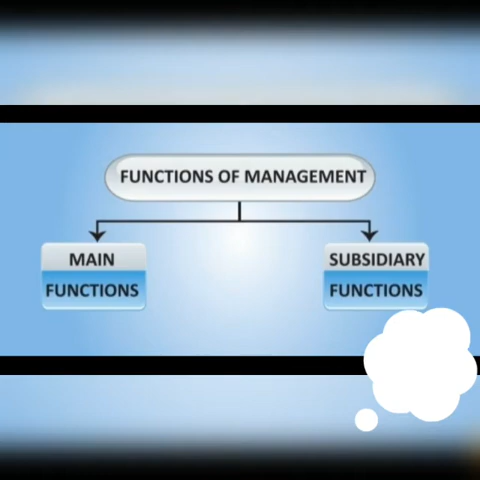 FUNCTIONS OF MANAGEMENT
MAIN
FUNCTIONS
SUBSIDIARY
FUNCTIONS